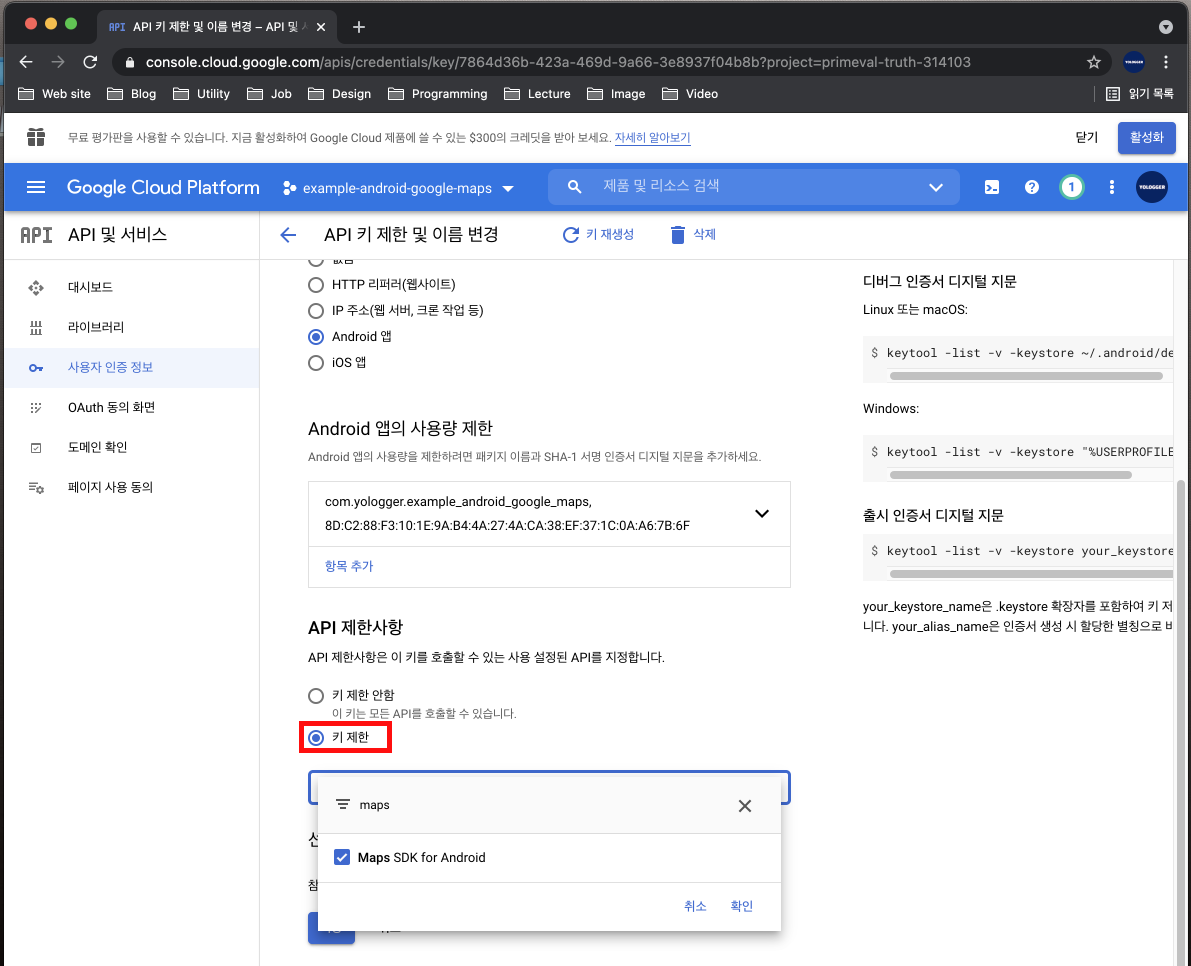 API API 키 제한 및 이름 변경 – API 및 
console.cloud.google.com/apis/credentials/key/7864d36b-423a-469d-9a66-3e8937f04b8b?project=primeval-truth-314103
YOLOGGER
Web site Blog Utility Job Design Programming Lecture Image Video 읽기 목록
무료 평가판을 사용할 수 있습니다. 지금 활성화하여 Google Cloud 제품에 쓸 수 있는 $300의 크레딧을 받아 보세요. 자세히 알아보기 닫기 활성화
Google Cloud Platform example-android-google-maps 제품 및 리소스 검색 1 YOLOGGER
API API 및 서비스
API 키 제한 및 이름 변경 키 재생성 삭제
대시보드
라이브러리
사용자 인증 정보
OAuth 동의 화면
도메인 확인
페이지 사용 동의
없음
HTTP 리퍼러(웹사이트)
IP 주소(웹 서버, 크론 작업 등)
Android 앱
iOS 앱
Android 앱의 사용량 제한
Android 앱의 사용량을 제한하려면 패키지 이름과 SHA-1 서명 인증서 디지털 지문을 추가하세요.
com.yologger.example_android_google_maps,
8D:C2:88:F3:10:1E:9A:B4:4A:27:4A:CA:38:EF:37:1C:0A:A6:7B:6F
항목 추가
API 제한사항
API 제한사항은 이 키를 호출할 수 있는 사용 설정된 API를 지정합니다.
키 제한 안함
이 키는 모든 API를 호출할 수 있습니다.
키 제한
maps
Maps SDK for Android
취소 확인
디버그 인증서 디지털 지문
Linux 또는 macOS:
$ keytool -list -v -keystore ~/.android/de
Windows:
$ keytool -list -v -keystore "%USERPROFILE
출시 인증서 디지털 지문
$ keytool -list -v -keystore your_keystore
your_keystore_name은 .keystore 확장자를 포함하여 키 저
니다. your_alias_name은 인증서 생성 시 할당한 별칭으로 바